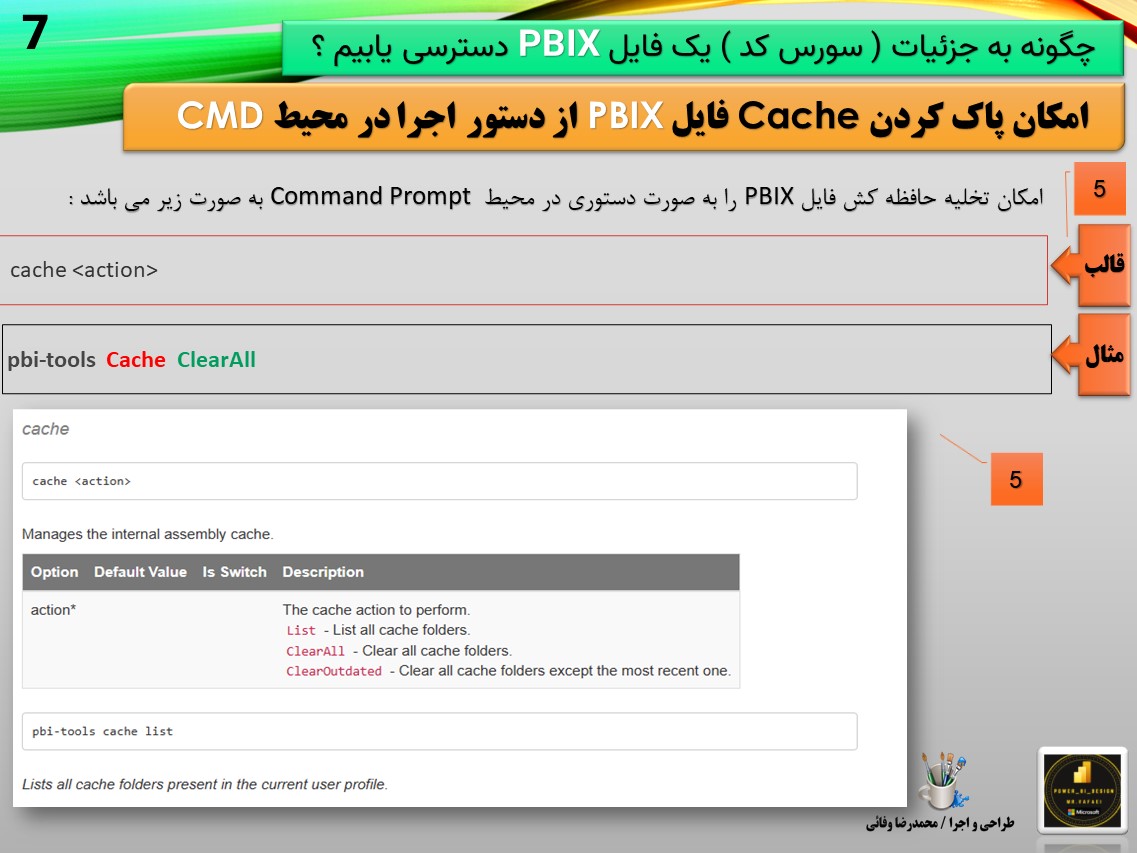 7
چگونه به جزئیات ( سورس کد ) یک فایل PBIX دسترسی یابیم ؟
امکان پاک کردن Cache فایل PBIX از دستور اجرا در محیط CMD
5
امکان تخلیه حافظه کش فایل PBIX را به صورت دستوری در محیط Command Prompt به صورت زیر می باشد :
قالب
cache <action>
مثال
pbi-tools Cache ClearAll
5
cache
cache <action>
Manages the internal assembly cache.
Option Default Value Is Switch Description
action* The cache action to perform.
List - List all cache folders.
ClearAll - Clear all cache folders.
ClearOutdated - Clear all cache folders except the most recent one.
pbi-tools cache list
Lists all cache folders present in the current user profile.
طراحی و اجرا / محمدرضا وفائی
POWER_BI_DESIGN
MR.VAFAEI
Microsoft